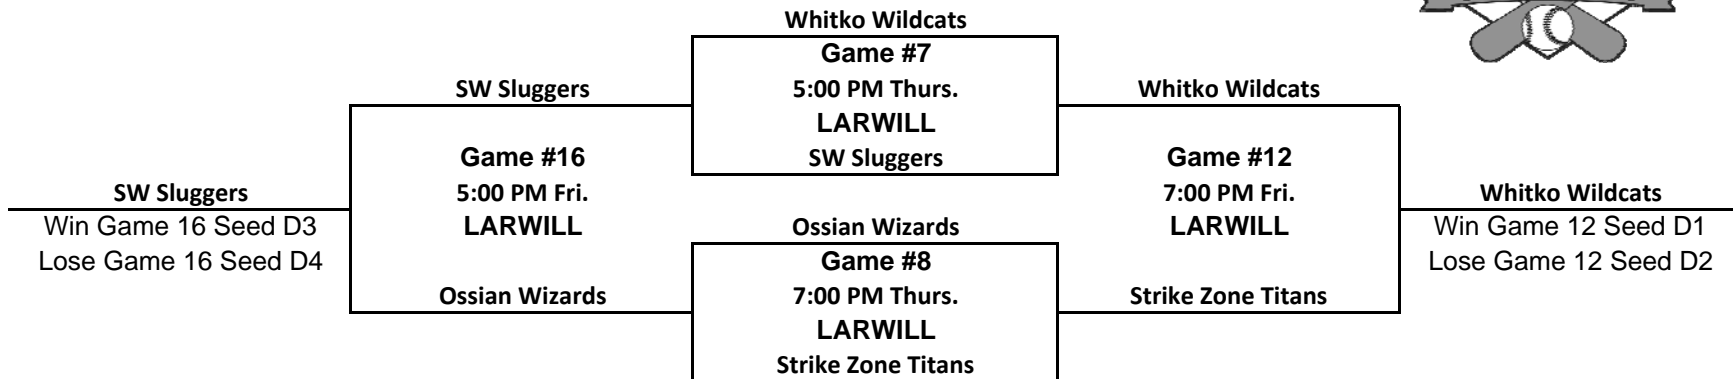 Whitko Wildcats
Game #7
SW Sluggers
5:00 PM Thurs.
Whitko Wildcats
LARWILL
Game #16
SW Sluggers
Game #12
SW Sluggers
5:00 PM Fri.
7:00 PM Fri.
Whitko Wildcats
Win Game 16 Seed D3
LARWILL
Ossian Wizards
LARWILL
Win Game 12 Seed D1
Lose Game 16 Seed D4
Game #8
Lose Game 12 Seed D2
Ossian Wizards
7:00 PM Thurs.
Strike Zone Titans
LARWILL
Strike Zone Titans